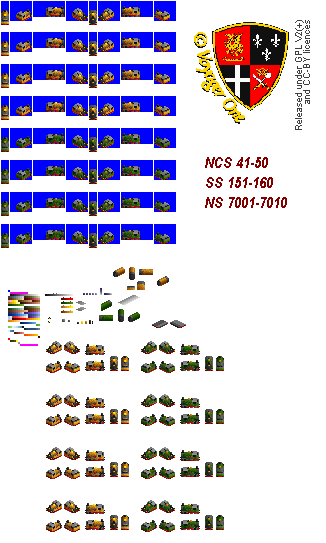 © Voyager One
Released under GPL v2(+)
and CC-BY licences
NCS 41-50
SS 151-160
NS 7001-7010